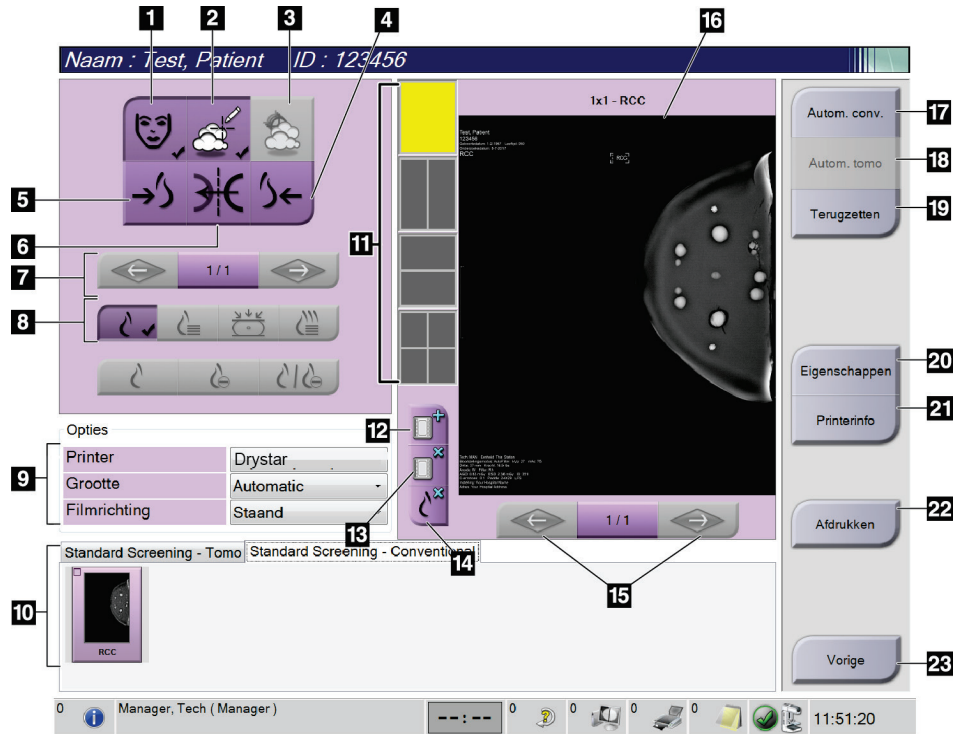 1 2 3 4 16
Naam : Test, Patient ID : 123456
1x1 - RCC
Test, Patient
123456
RCC
RCC
Autom. conv. 17
Autom. tomo 18
Terugzetten 19
5
6
11
7 1 / 1
8
Eigenschappen 20
Printerinfo 21
Opties
12
9
Printer Drystar
Grootte Automatic
Filmrichting Staand
13
14
1 / 1
15
Afdrukken 22
10
Standard Screening - Tomo Standard Screening - Conventional
RCC
Vorige 23
0 Manager, Tech ( Manager ) --:-- 0 0 0 0 11:51:20